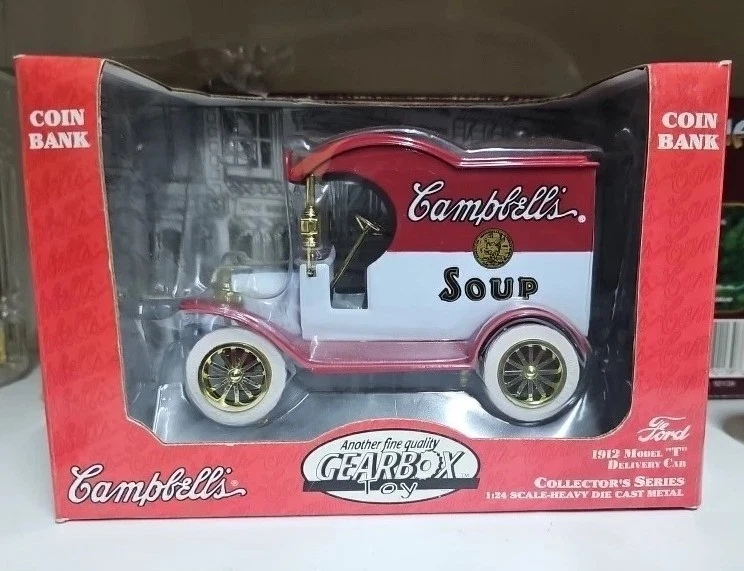 COIN
BANK
COIN
BANK
Campbell's®
SOUP
Campbell's®
Another fine quality
GEARBOX
Toy
Ford
1912 MODEL "T"
DELIVERY CAR
COLLECTOR'S SERIES
1:24 SCALE-HEAVY DIE CAST METAL